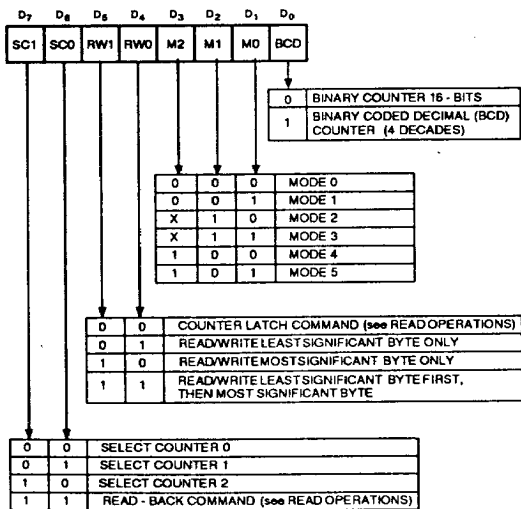 D7 D6 D5 D4 D3 D2 D1 D0
SC1 SC0 RW1 RW0 M2 M1 M0 BCD
0 BINARY COUNTER 16 - BITS
1 BINARY CODED DECIMAL (BCD)
COUNTER (4 DECADES)
0 0 0 MODE 0
0 0 1 MODE 1
X 1 0 MODE 2
X 1 1 MODE 3
1 0 0 MODE 4
1 0 1 MODE 5
0 0 COUNTER LATCH COMMAND (see READ OPERATIONS)
0 1 READ/WRITE LEAST SIGNIFICANT BYTE ONLY
1 0 READ/WRITE MOST SIGNIFICANT BYTE ONLY
1 1 READ/WRITE LEAST SIGNIFICANT BYTE FIRST,
THEN MOST SIGNIFICANT BYTE
0 0 SELECT COUNTER 0
0 1 SELECT COUNTER 1
1 0 SELECT COUNTER 2
1 1 READ - BACK COMMAND (see READ OPERATIONS)